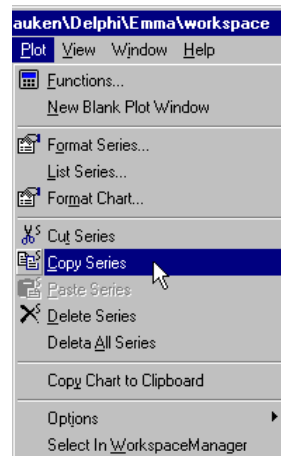 auken\Delphi\Emma\workspace
Plot View Window Help
Functions...
New Blank Plot Window
Format Series...
List Series...
Format Chart...
Cut Series
Copy Series
Paste Series
Delete Series
Deleta All Series
Copy Chart to Clipboard
Options
Select In WorkspaceManager